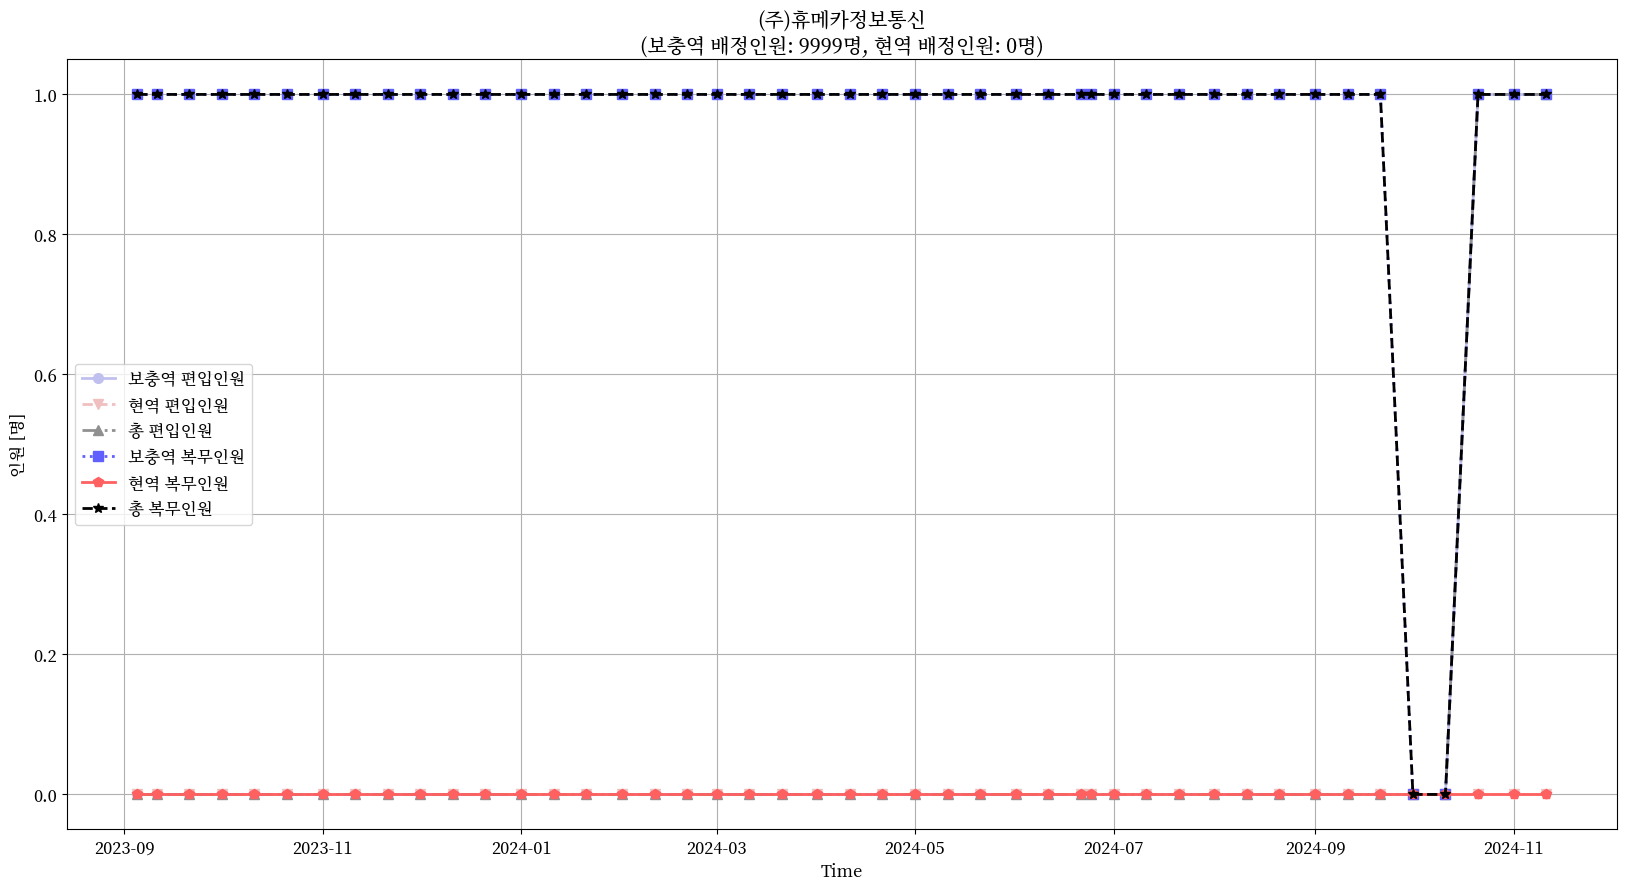 (주)휴메카정보통신
(보충역 배정인원: 9999명, 현역 배정인원: 0명)
1.0
0.8
0.6
0.4
0.2
0.0
인원 [명]
보충역 편입인원
현역 편입인원
총 편입인원
보충역 복무인원
현역 복무인원
총 복무인원
2023-09
2023-11
2024-01
2024-03
2024-05
2024-07
2024-09
2024-11
Time